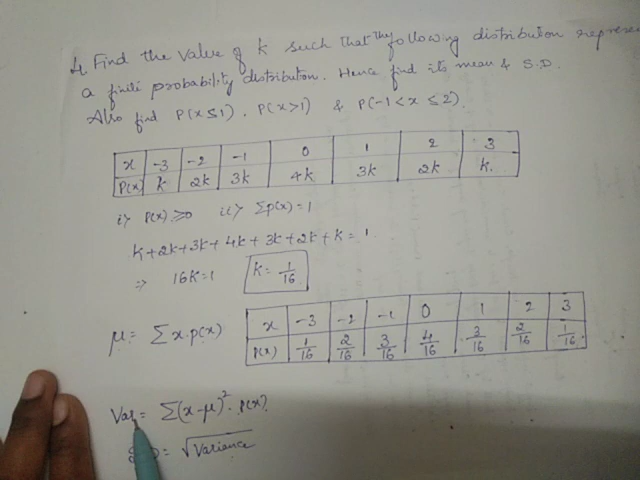 4. Find the value of k such that the following distribution represe
a finite probability distribution. Hence find its mean & S.D.
Also find P(x≤1), P(x>1) & P(-1<x≤2).
x -3 -2 -1 0 1 2 3
P(x) k 2k 3k 4k 3k 2k k.
i> P(x)≥0 ii> Σp(x)=1
k+2k+3k+4k+3k+2k+k=1.
⇒ 16k=1 k=1/16
μ= Σx.p(x)
x -3 -2 -1 0 1 2 3
P(x) 1/16 2/16 3/16 4/16 3/16 2/16 1/16
Var= Σ(x-μ)². P(x)
= √Variance